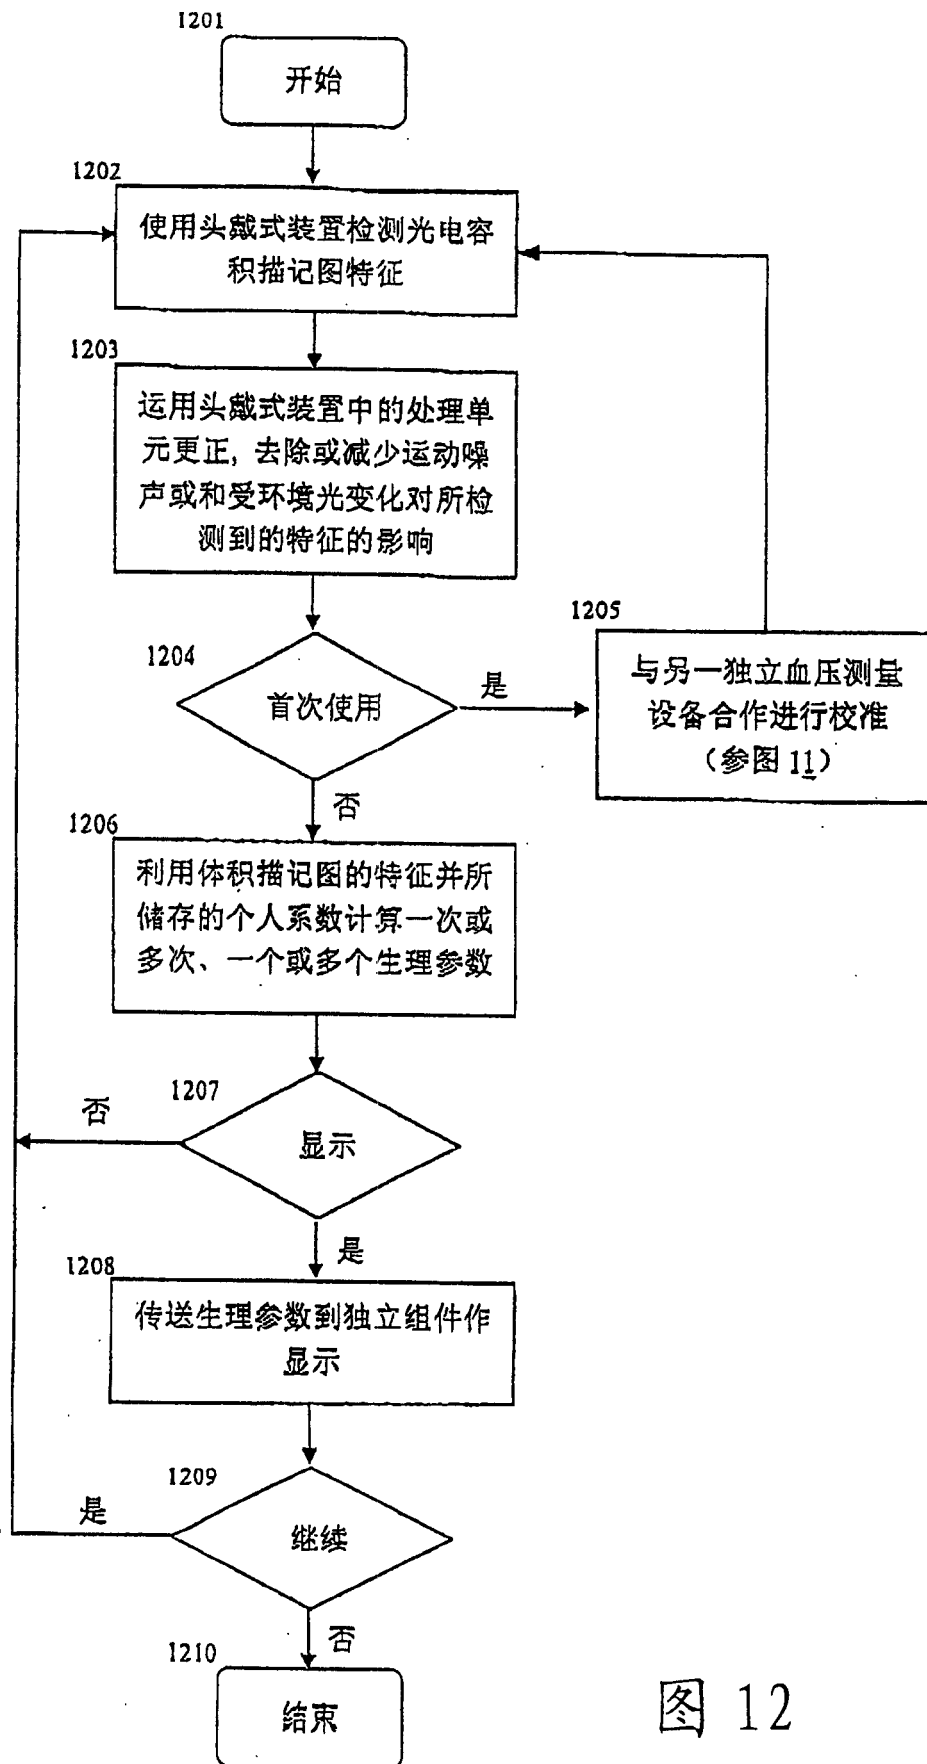 1201
开始
1202
使用头戴式装置检测光电容
积描记图特征
1203
运用头戴式装置中的处理单
元更正, 去除或减少运动噪
声或和受环境光变化对所检
测到的特征的影响
1204
首次使用
是
1205
与另一独立血压测量
设备合作进行校准
（参图 11）
否
1206
利用体积描记图的特征并所
储存的个人系数计算一次或
多次、一个或多个生理参数
1207
否
显示
是
1208
传送生理参数到独立组件作
显示
1209
是
继续
否
1210
结束
图 12